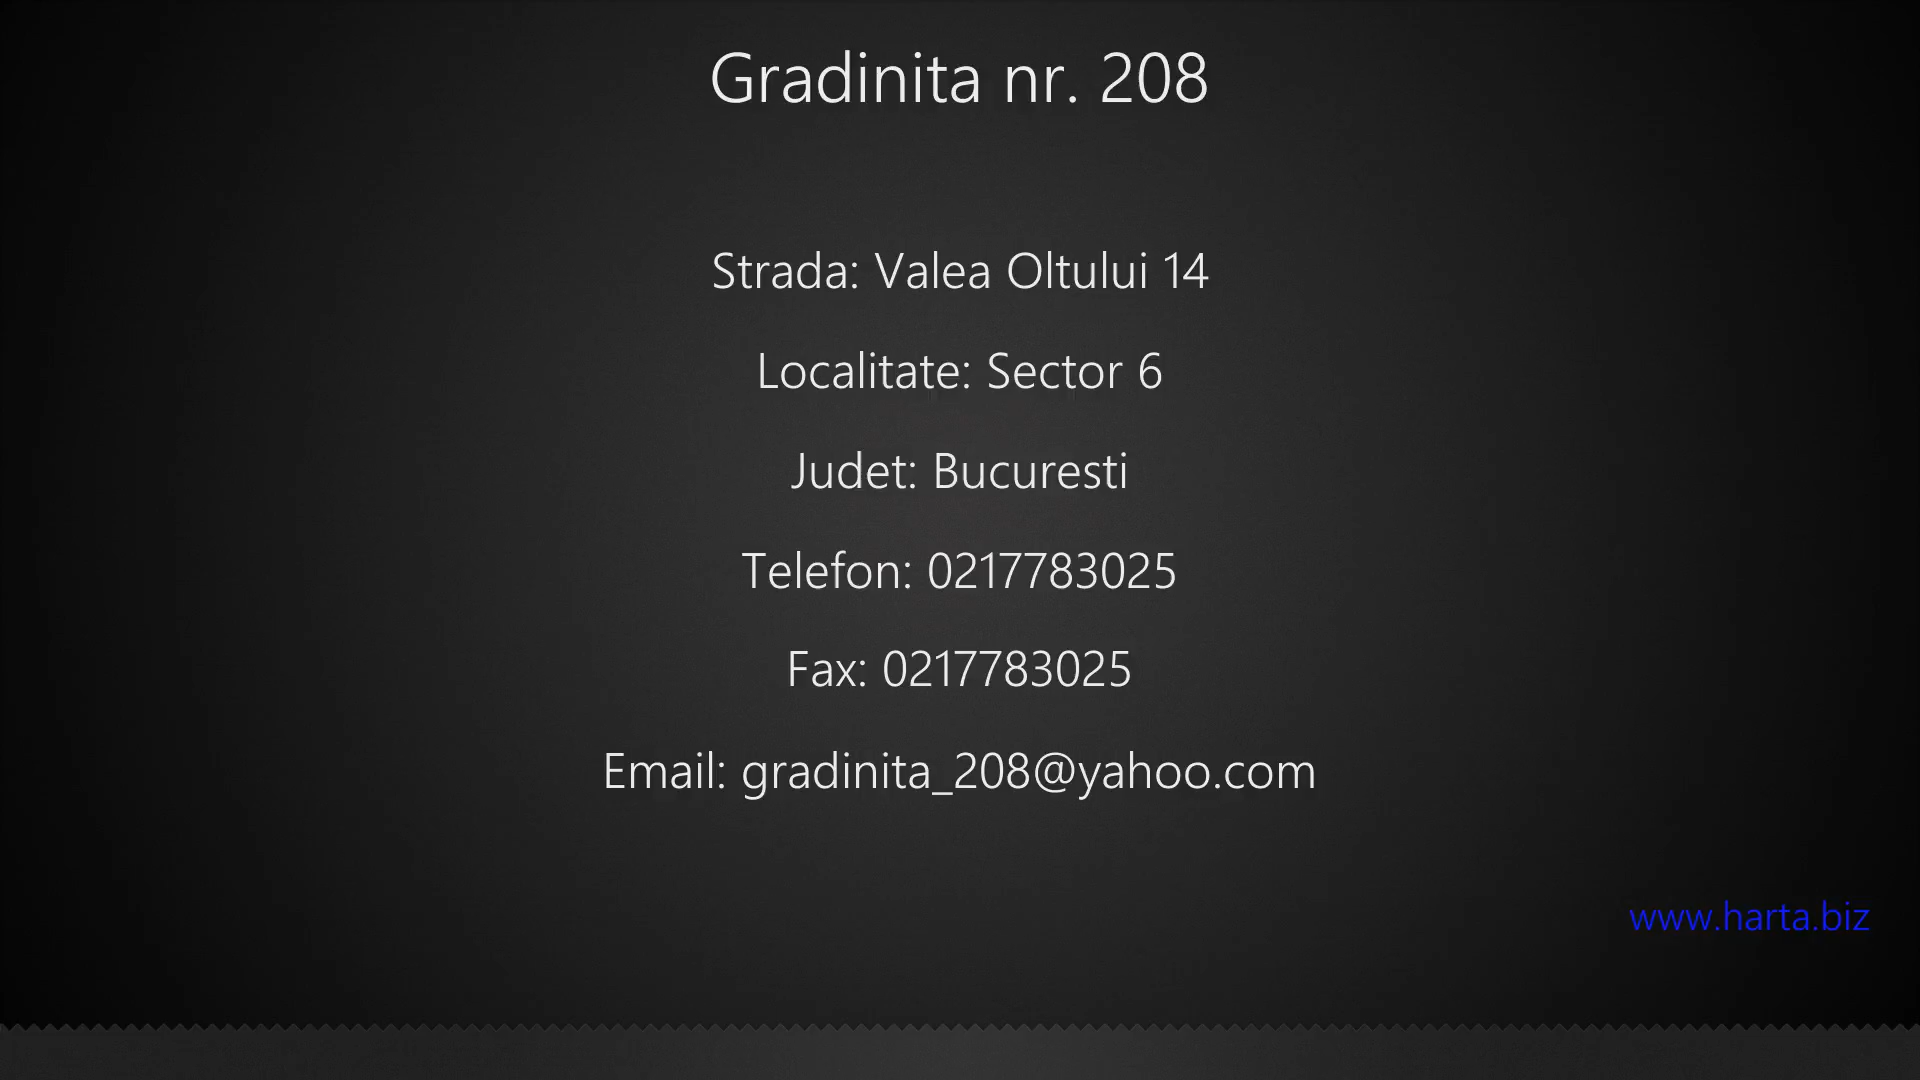 Gradinita nr. 208
Strada: Valea Oltului 14
Localitate: Sector 6
Judet: Bucuresti
Telefon: 0217783025
Fax: 0217783025
Email: gradinita_208@yahoo.com
www.harta.biz